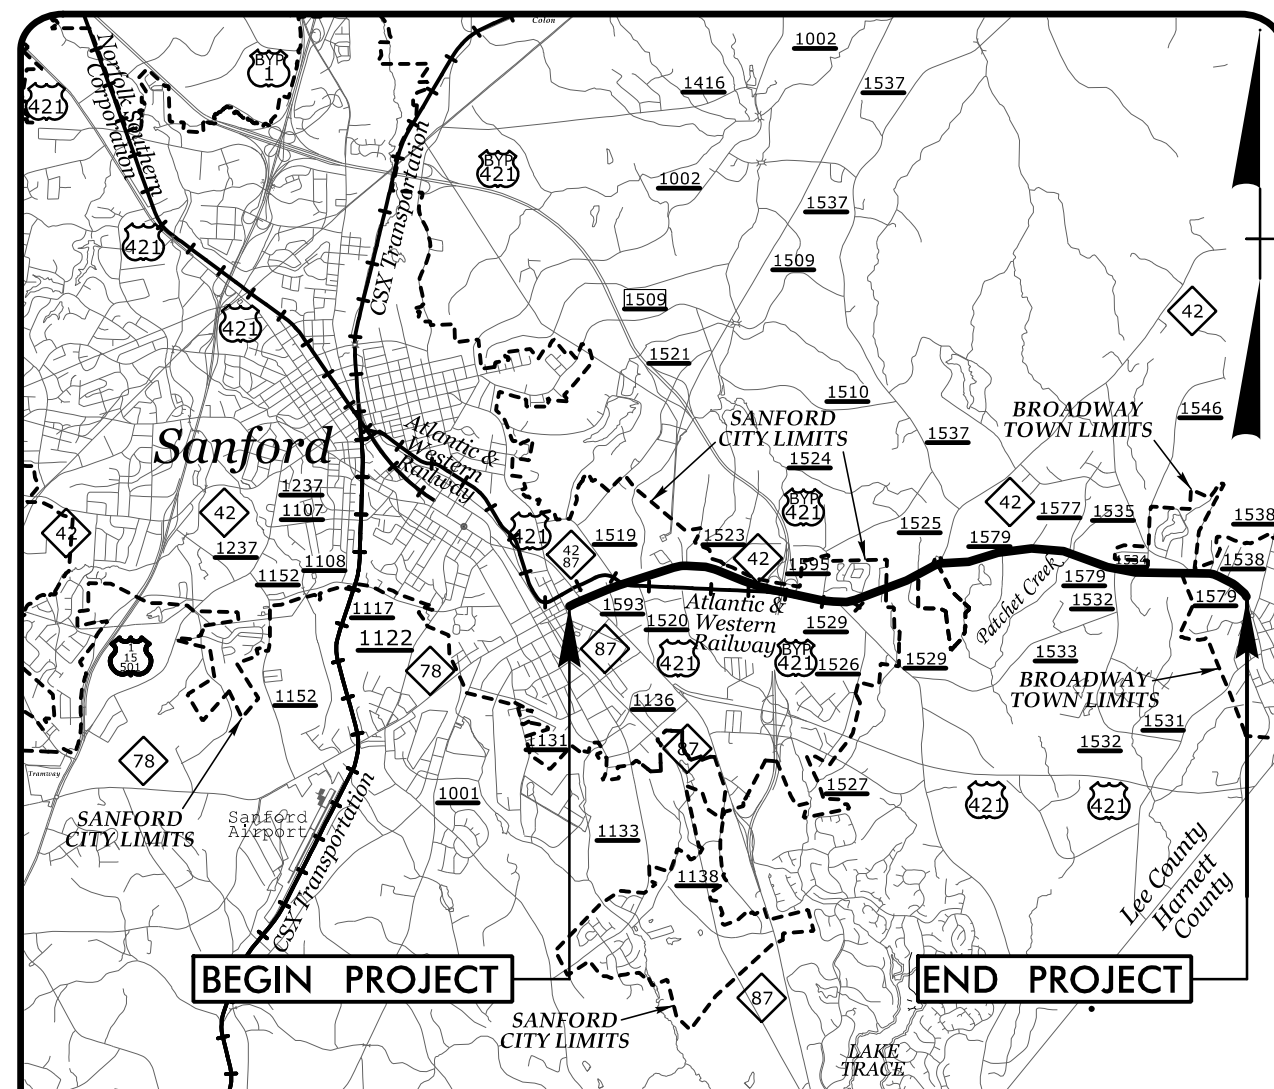 Colon
1002
BYP
1
421
Norfolk Southern
Corporation
1416
1537
CSX Transportation
BYP
421
1002
1537
421
1509
1509
42
421
1521
1510
BROADWAY
TOWN LIMITS
1546
SANFORD
CITY LIMITS
1537
Atlantic &
Western
Railway
Sanford
1524
1237
42
1107
42
BYP
421
42
1577
1535
1538
421
42
87
1519
1523
42
1525
1579
1237
1108
1152
1595
1534
1538
1579
Patchet Creek
1117
1593
Atlantic &
Western
Railway
1532
1579
1122
1520
1529
1
15
501
78
87
421
BYP
421
1526
1529
1533
BROADWAY
TOWN LIMITS
1152
1136
1531
1131
87
1532
78
Tramway
1001
1527
421
421
SANFORD
CITY LIMITS
Sanford
Airport
1133
CSX Transportation
1138
Lee County
Harnett
County
BEGIN PROJECT
END PROJECT
87
SANFORD
CITY LIMITS
LAKE
TRACE